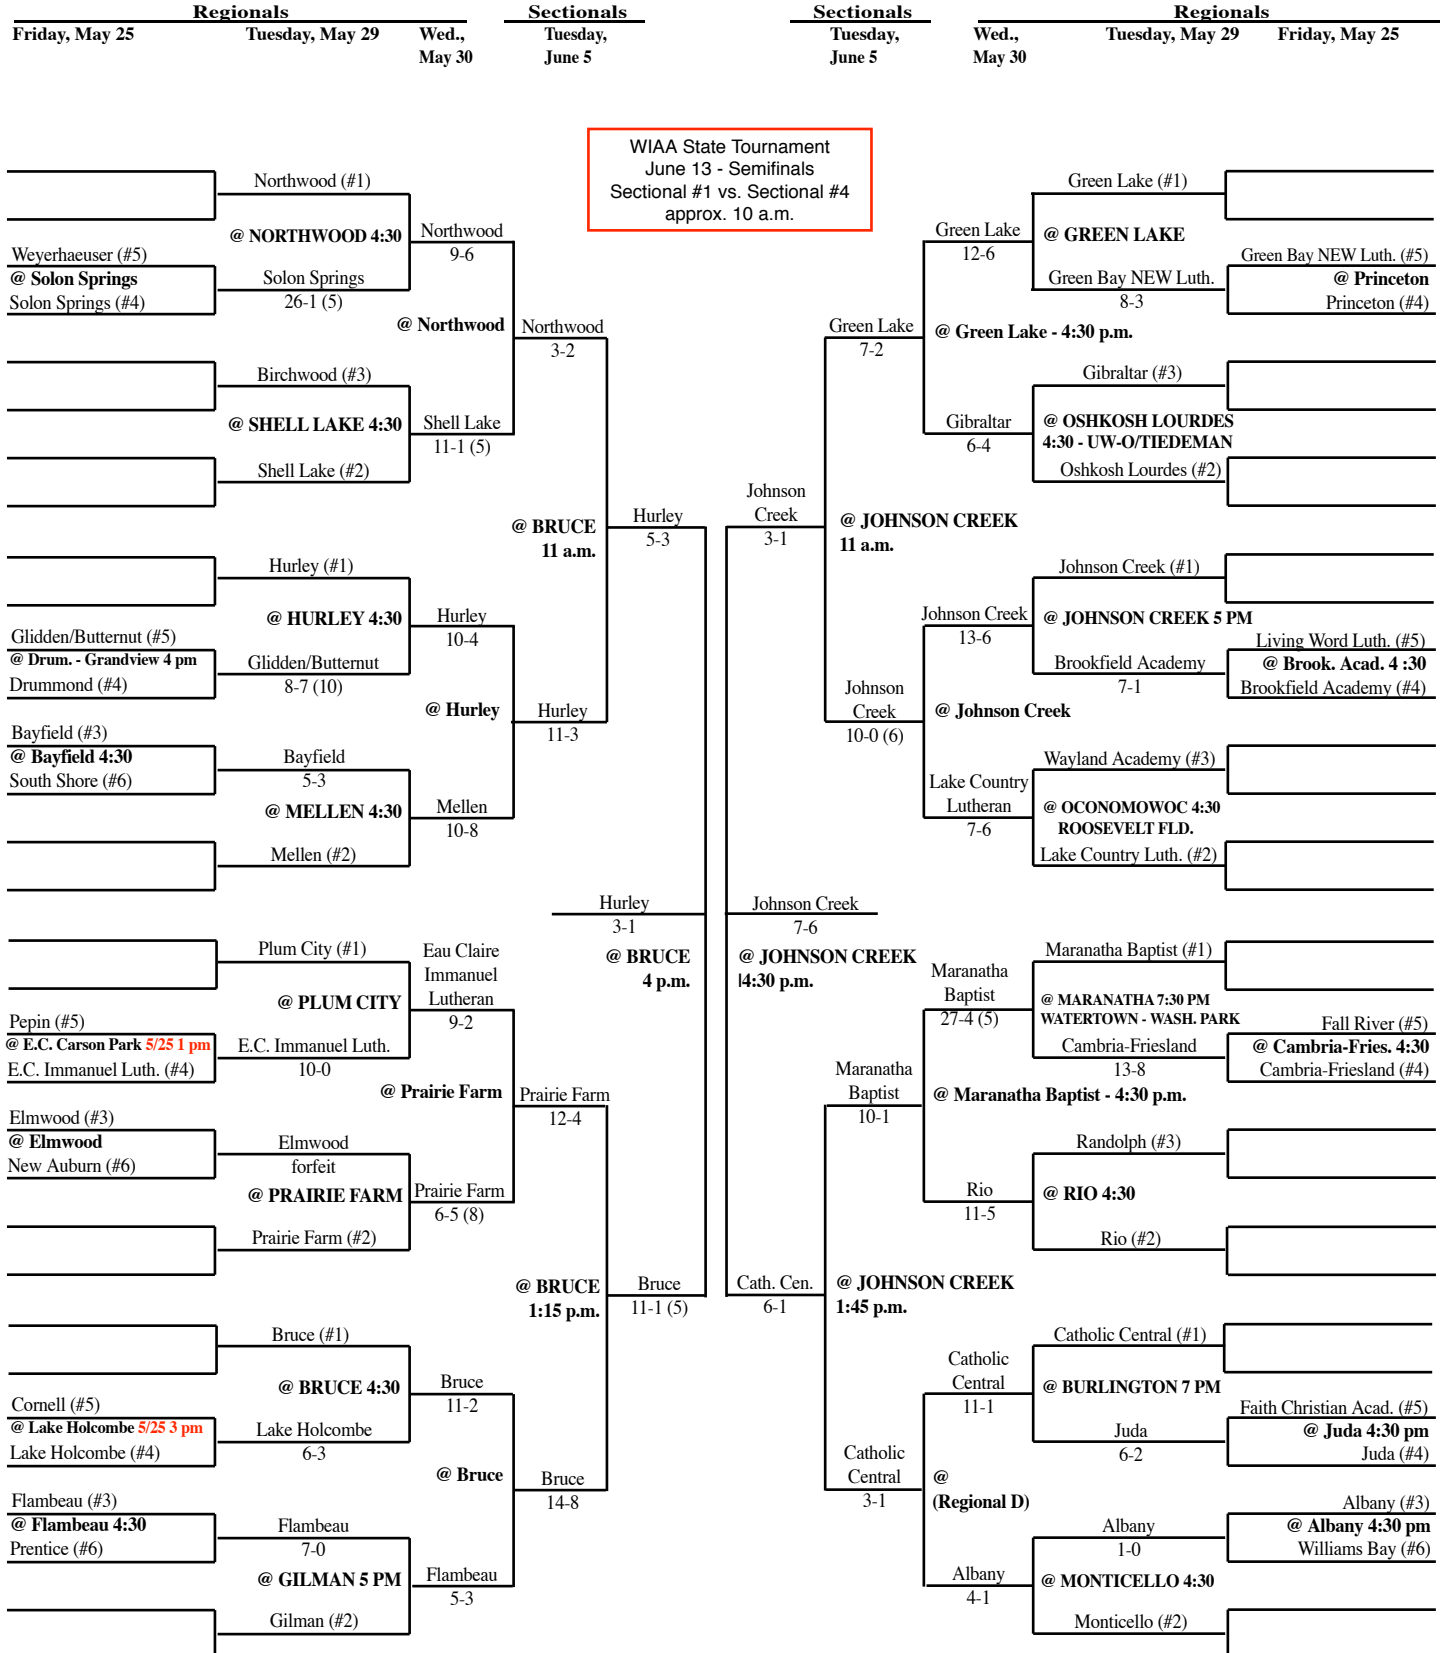 Regionals
Sectionals
Sectionals
Regionals
Friday, May 25
Tuesday, May 29
Wed.,
May 30
Tuesday,
June 5
Tuesday,
June 5
Wed.,
May 30
Tuesday, May 29
Friday, May 25
WIAA State Tournament
June 13 - Semifinals
Sectional #1 vs. Sectional #4
approx. 10 a.m.
Northwood (#1)
@ NORTHWOOD 4:30
Weyerhaeuser (#5)
@ Solon Springs
Solon Springs (#4)
Solon Springs
26-1 (5)
Northwood
9-6
@ Northwood
Northwood
3-2
Birchwood (#3)
@ SHELL LAKE 4:30
Shell Lake
11-1 (5)
Shell Lake (#2)
@ BRUCE
11 a.m.
Hurley
5-3
Hurley (#1)
@ HURLEY 4:30
Hurley
10-4
Glidden/Butternut (#5)
@ Drum. - Grandview 4 pm
Drummond (#4)
Glidden/Butternut
8-7 (10)
@ Hurley
Hurley
11-3
Bayfield (#3)
@ Bayfield 4:30
South Shore (#6)
Bayfield
5-3
@ MELLEN 4:30
Mellen
10-8
Mellen (#2)
Hurley
3-1
@ BRUCE
4 p.m.
Plum City (#1)
@ PLUM CITY
Eau Claire
Immanuel
Lutheran
9-2
Pepin (#5)
@ E.C. Carson Park 5/25 1 pm
E.C. Immanuel Luth. (#4)
E.C. Immanuel Luth.
10-0
@ Prairie Farm
Prairie Farm
12-4
Elmwood (#3)
@ Elmwood
New Auburn (#6)
Elmwood
forfeit
@ PRAIRIE FARM
Prairie Farm
6-5 (8)
Prairie Farm (#2)
@ BRUCE
1:15 p.m.
Bruce
11-1 (5)
Bruce (#1)
@ BRUCE 4:30
Bruce
11-2
Cornell (#5)
@ Lake Holcombe 5/25 3 pm
Lake Holcombe (#4)
Lake Holcombe
6-3
@ Bruce
Bruce
14-8
Flambeau (#3)
@ Flambeau 4:30
Prentice (#6)
Flambeau
7-0
@ GILMAN 5 PM
Flambeau
5-3
Gilman (#2)
Green Lake (#1)
Green Lake
12-6
@ GREEN LAKE
Green Bay NEW Luth. (#5)
@ Princeton
Princeton (#4)
Green Bay NEW Luth.
8-3
Green Lake
7-2
@ Green Lake - 4:30 p.m.
Gibraltar (#3)
Gibraltar
6-4
@ OSHKOSH LOURDES
4:30 - UW-O/TIEDEMAN
Oshkosh Lourdes (#2)
Johnson
Creek
3-1
@ JOHNSON CREEK
11 a.m.
Johnson Creek (#1)
Johnson Creek
13-6
@ JOHNSON CREEK 5 PM
Living Word Luth. (#5)
@ Brook. Acad. 4 :30
Brookfield Academy (#4)
Brookfield Academy
7-1
Johnson
Creek
10-0 (6)
@ Johnson Creek
Wayland Academy (#3)
Lake Country
Lutheran
7-6
@ OCONOMOWOC 4:30
ROOSEVELT FLD.
Lake Country Luth. (#2)
Johnson Creek
7-6
@ JOHNSON CREEK
|4:30 p.m.
Maranatha Baptist (#1)
Maranatha
Baptist
27-4 (5)
@ MARANATHA 7:30 PM
WATERTOWN - WASH. PARK
Fall River (#5)
@ Cambria-Fries. 4:30
Cambria-Friesland (#4)
Cambria-Friesland
13-8
Maranatha
Baptist
10-1
@ Maranatha Baptist - 4:30 p.m.
Randolph (#3)
Rio
11-5
@ RIO 4:30
Rio (#2)
Cath. Cen.
6-1
@ JOHNSON CREEK
1:45 p.m.
Catholic Central (#1)
Catholic
Central
11-1
@ BURLINGTON 7 PM
Faith Christian Acad. (#5)
@ Juda 4:30 pm
Juda (#4)
Juda
6-2
Catholic
Central
3-1
@
(Regional D)
Albany (#3)
@ Albany 4:30 pm
Williams Bay (#6)
Albany
1-0
Albany
4-1
@ MONTICELLO 4:30
Monticello (#2)